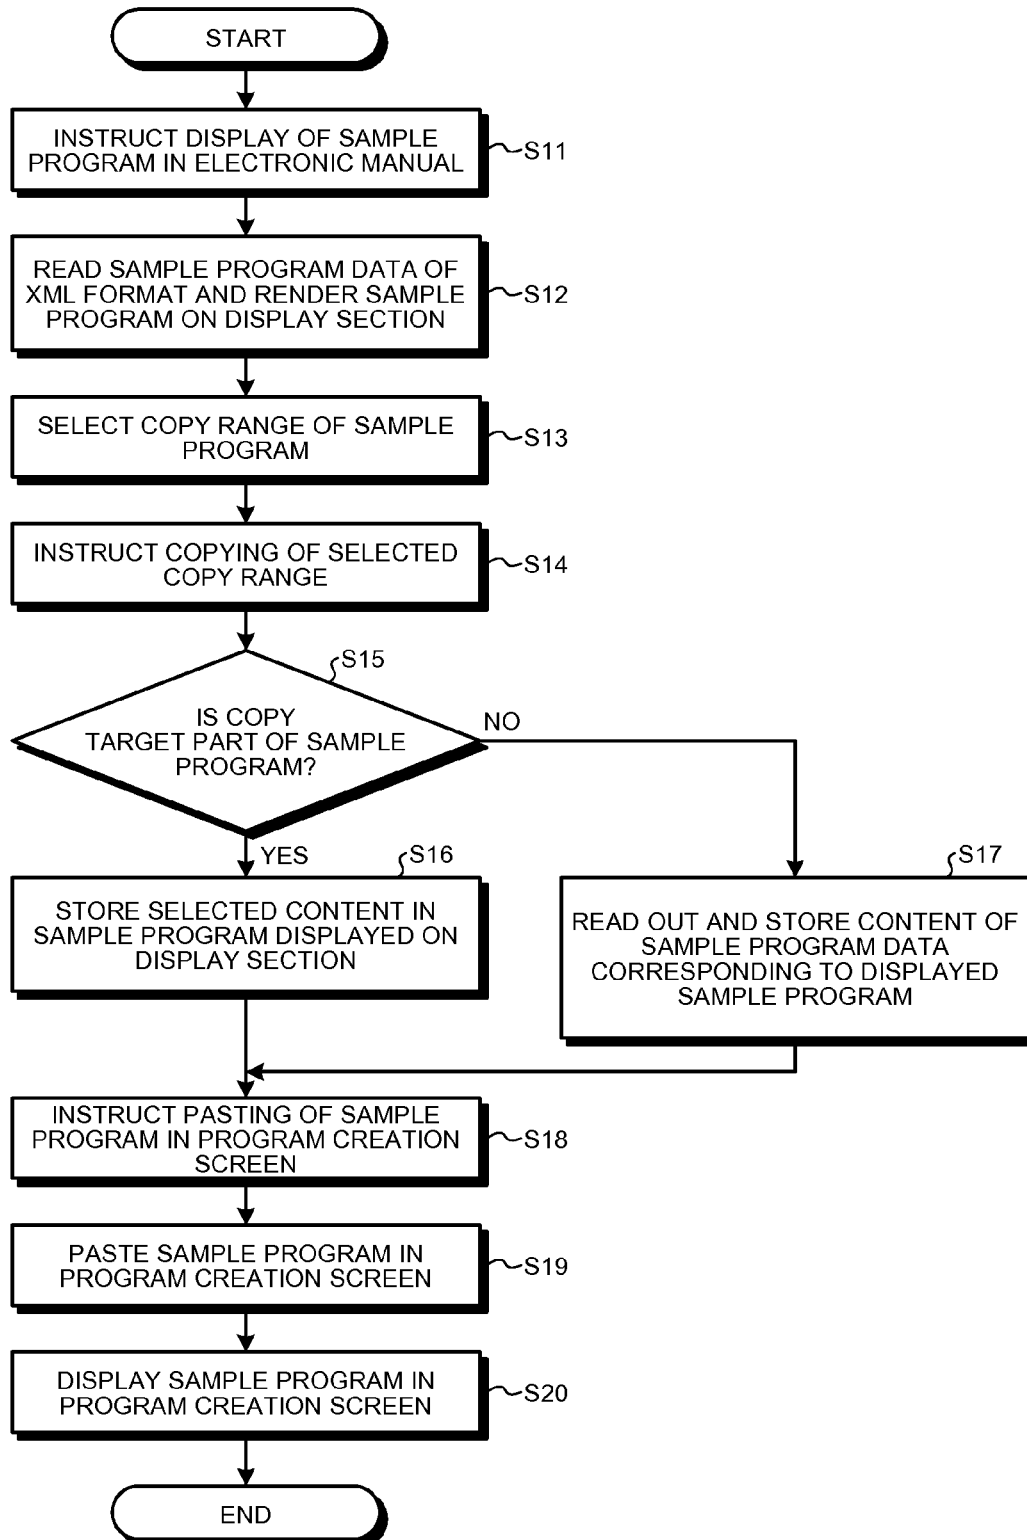 START
INSTRUCT DISPLAY OF SAMPLE
PROGRAM IN ELECTRONIC MANUAL
S11
READ SAMPLE PROGRAM DATA OF
XML FORMAT AND RENDER SAMPLE
PROGRAM ON DISPLAY SECTION
S12
SELECT COPY RANGE OF SAMPLE
PROGRAM
S13
INSTRUCT COPYING OF SELECTED
COPY RANGE
S14
S15
IS COPY
TARGET PART OF SAMPLE
PROGRAM?
NO
YES
S16
STORE SELECTED CONTENT IN
SAMPLE PROGRAM DISPLAYED ON
DISPLAY SECTION
S17
READ OUT AND STORE CONTENT OF
SAMPLE PROGRAM DATA
CORRESPONDING TO DISPLAYED
SAMPLE PROGRAM
INSTRUCT PASTING OF SAMPLE
PROGRAM IN PROGRAM CREATION
SCREEN
S18
PASTE SAMPLE PROGRAM IN
PROGRAM CREATION SCREEN
S19
DISPLAY SAMPLE PROGRAM IN
PROGRAM CREATION SCREEN
S20
END